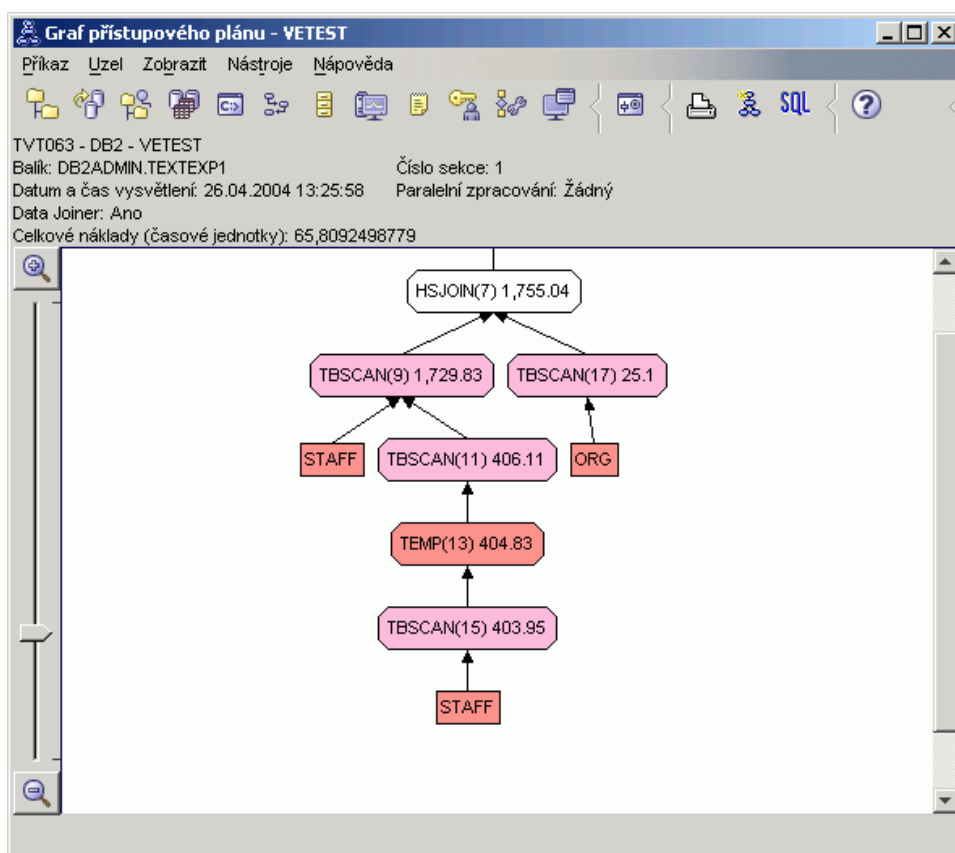 Graf přístupového plánu - VETEST
Příkaz Uzel Zobrazit Nástroje Nápověda
C:\> SQL ?
TVT063 - DB2 - VETEST
Balík: DB2ADMIN.TEXTEXP1 Číslo sekce: 1
Datum a čas vysvětlení: 26.04.2004 13:25:58 Paralelní zpracování: Žádný
Data Joiner: Ano
Celkové náklady (časové jednotky): 65,8092498779
HSJOIN(7) 1,755.04
TBSCAN(9) 1,729.83 TBSCAN(17) 25.1
STAFF TBSCAN(11) 406.11 ORG
TEMP(13) 404.83
TBSCAN(15) 403.95
STAFF